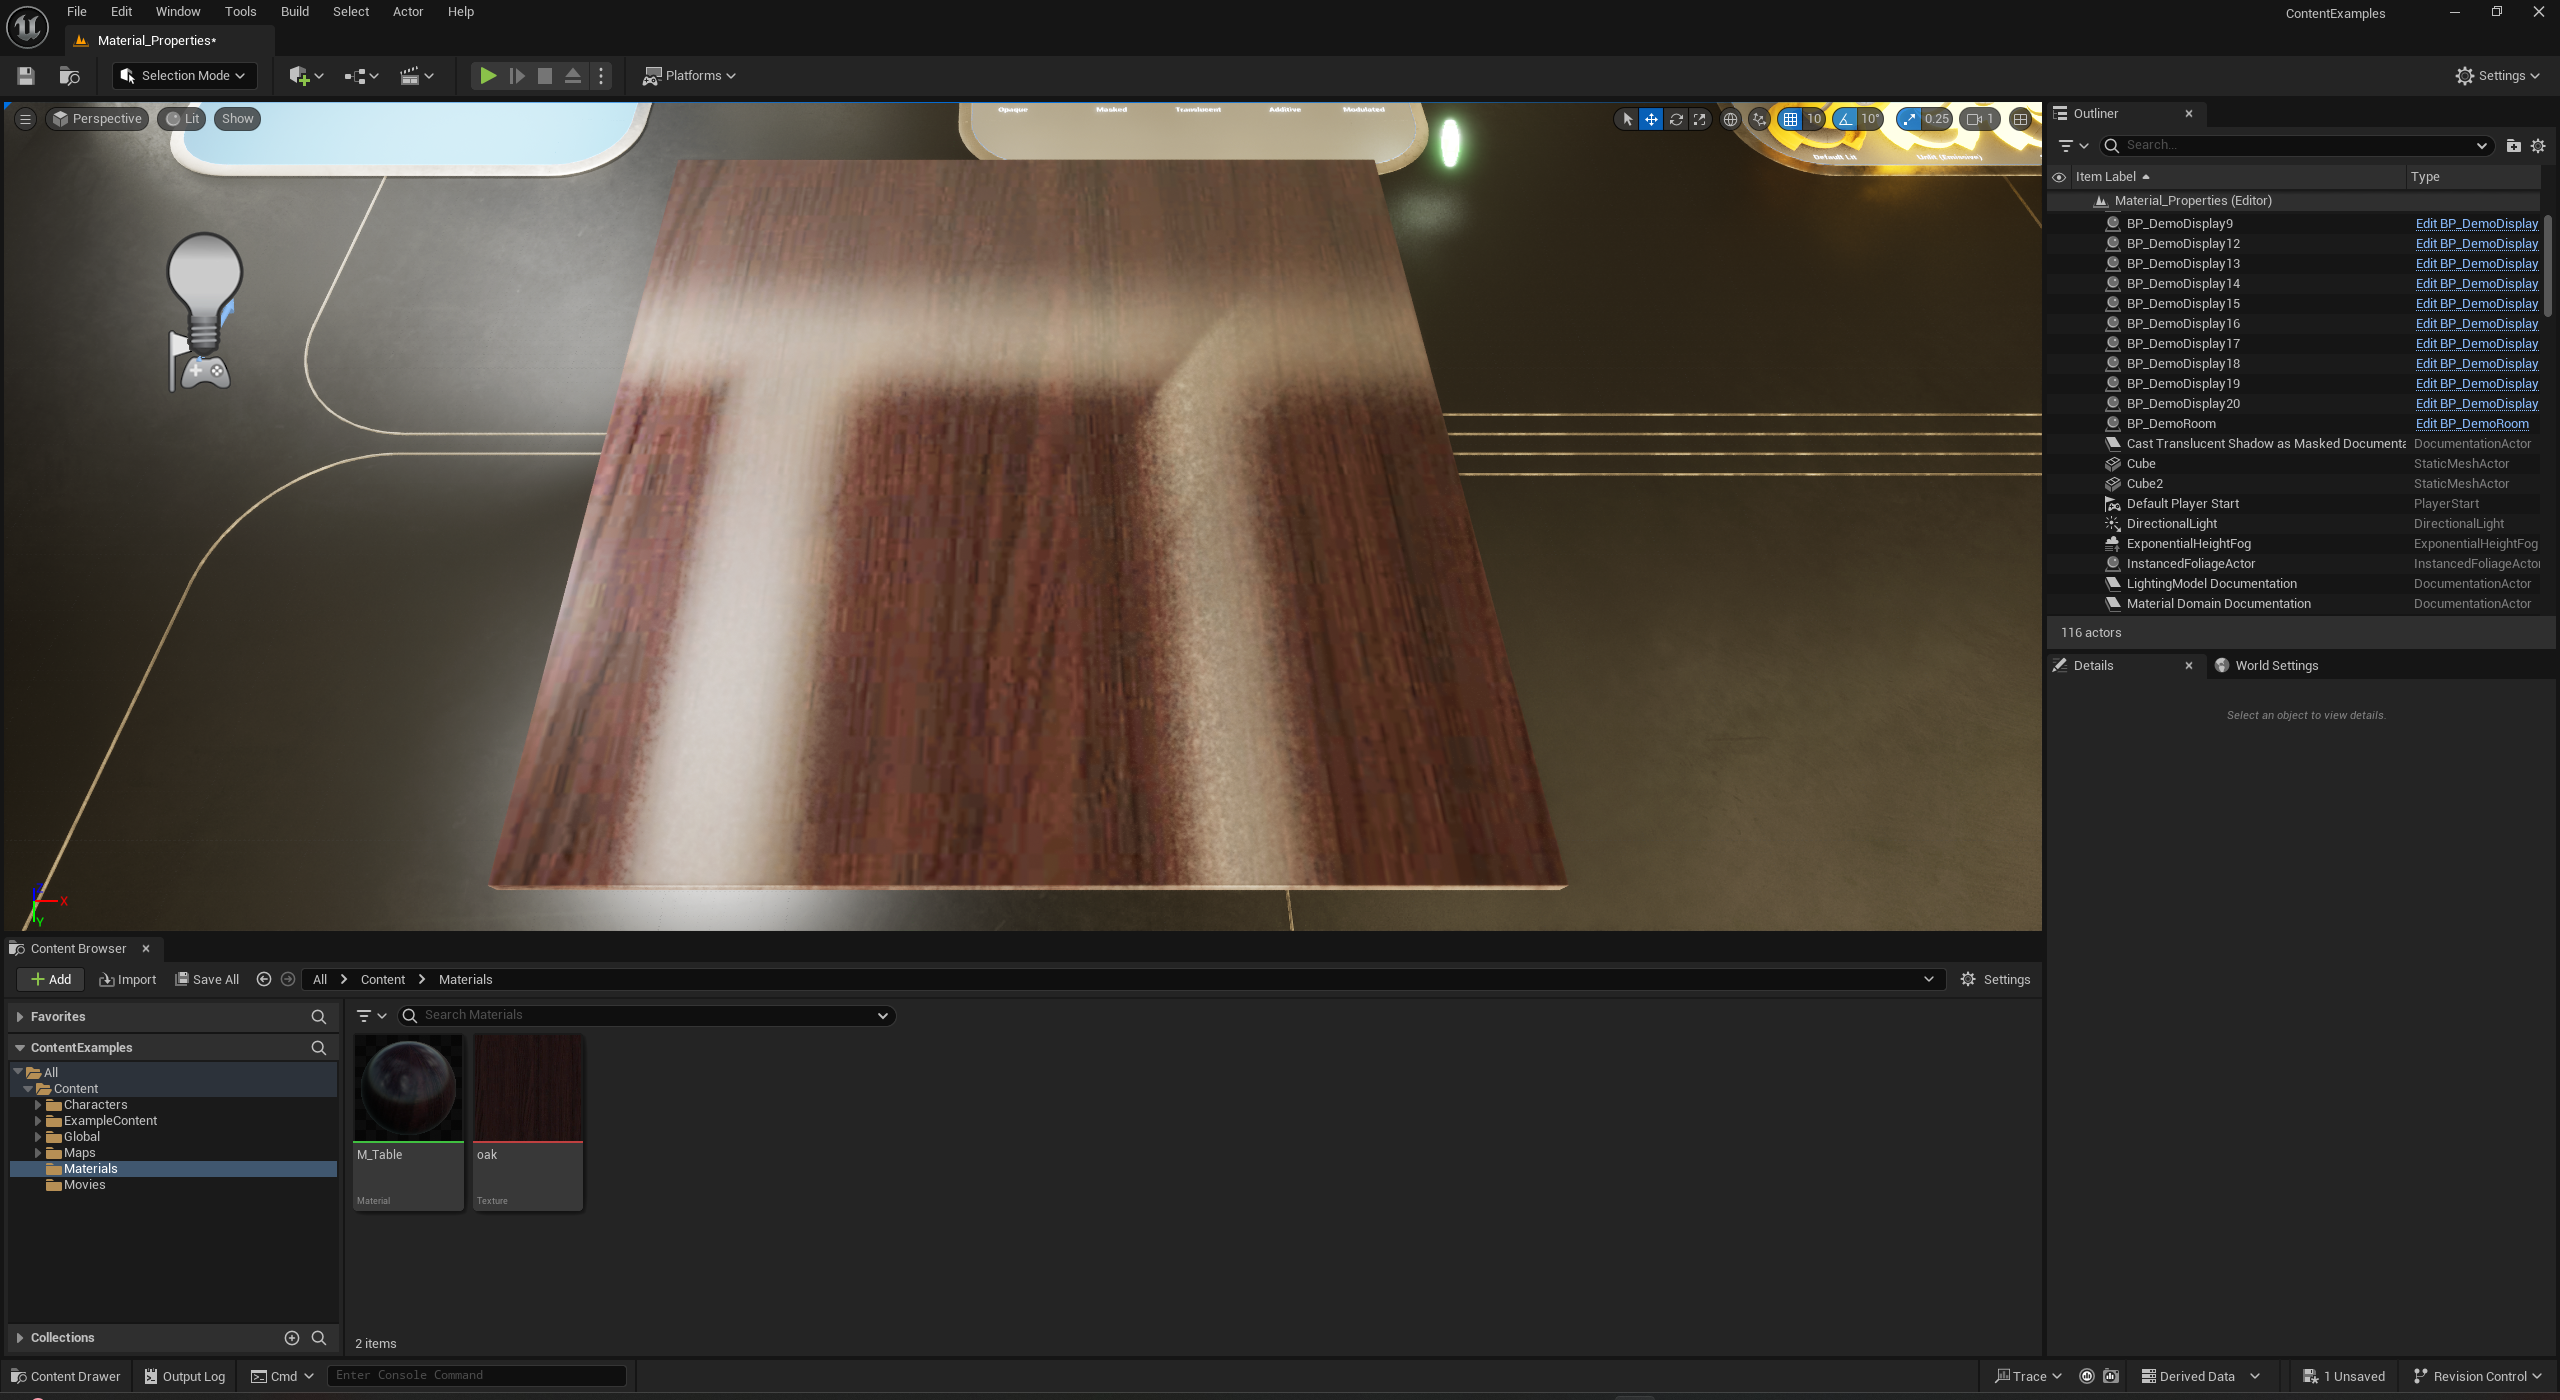 File Edit Window Tools Build Select Actor Help
ContentExamples
Material_Properties*
Selection Mode
Platforms
Settings
Perspective Lit Show
10 10° 0.25 1
Opaque Masked Translucent Additive Modulated
Default Lit Unlit (Emissive)
X
Y
Outliner
Search...
Item Label Type
Material_Properties (Editor)
BP_DemoDisplay9 Edit BP_DemoDisplay
BP_DemoDisplay12 Edit BP_DemoDisplay
BP_DemoDisplay13 Edit BP_DemoDisplay
BP_DemoDisplay14 Edit BP_DemoDisplay
BP_DemoDisplay15 Edit BP_DemoDisplay
BP_DemoDisplay16 Edit BP_DemoDisplay
BP_DemoDisplay17 Edit BP_DemoDisplay
BP_DemoDisplay18 Edit BP_DemoDisplay
BP_DemoDisplay19 Edit BP_DemoDisplay
BP_DemoDisplay20 Edit BP_DemoDisplay
BP_DemoRoom Edit BP_DemoRoom
Cast Translucent Shadow as Masked Documenta DocumentationActor
Cube StaticMeshActor
Cube2 StaticMeshActor
Default Player Start PlayerStart
DirectionalLight DirectionalLight
ExponentialHeightFog ExponentialHeightFog
InstancedFoliageActor InstancedFoliageActor
LightingModel Documentation DocumentationActor
Material Domain Documentation DocumentationActor
116 actors
Details World Settings
Select an object to view details.
Content Browser
Add Import Save All All Content Materials Settings
Favorites
Search Materials
ContentExamples
All
Content
Characters
ExampleContent
Global
Maps
Materials
Movies
M_Table
Material
oak
Texture
Collections
2 items
Content Drawer Output Log Cmd Enter Console Command
Trace Derived Data 1 Unsaved Revision Control